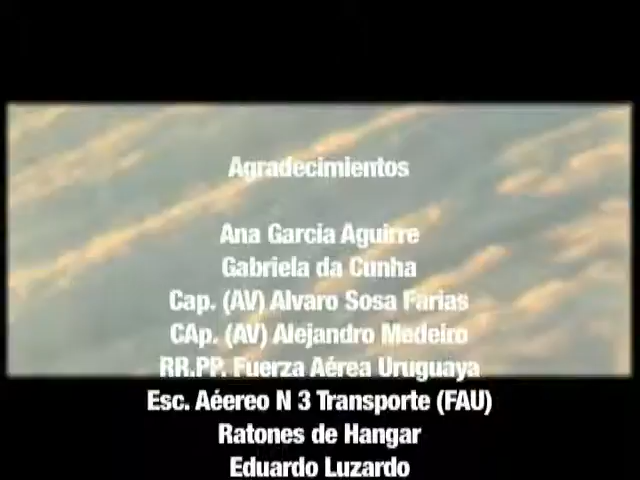 Agradecimientos
Ana Garcia Aguirre
Gabriela da Cunha
Cap. (AV) Alvaro Sosa Farias
CAp. (AV) Alejandro Medeiro
RR.PP. Fuerza Aérea Uruguaya
Esc. Aéereo N 3 Transporte (FAU)
Ratones de Hangar
Eduardo Luzardo